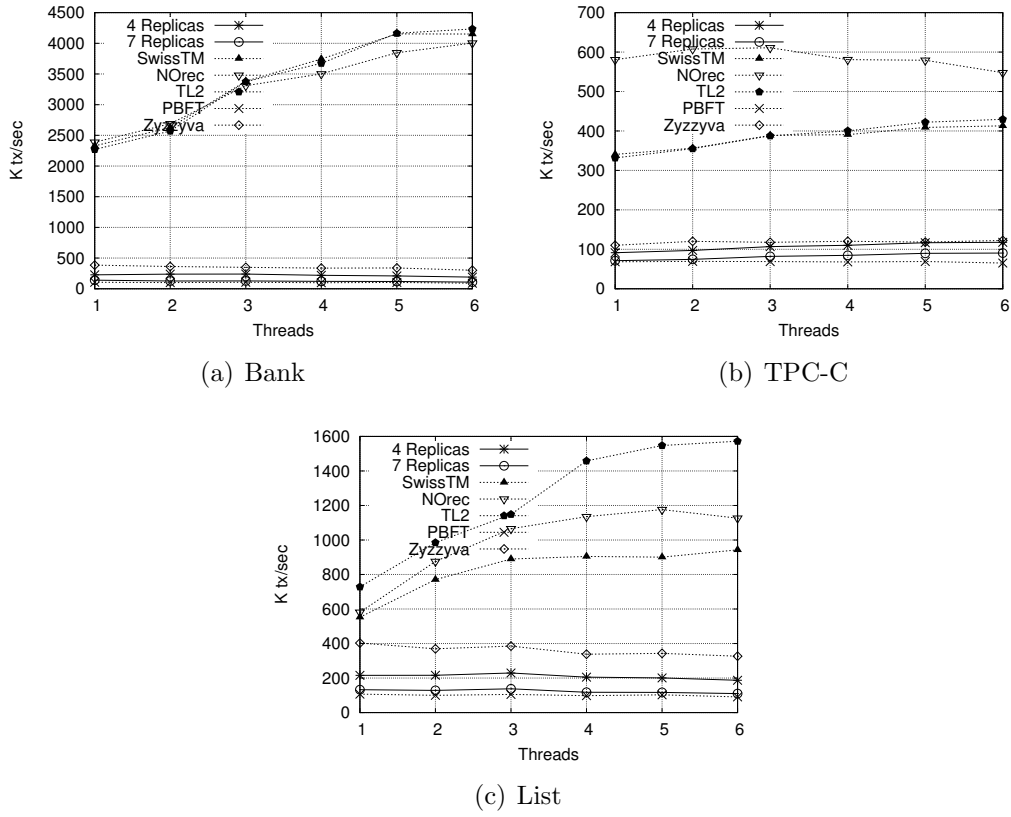 4500
4000
3500
3000
2500
2000
1500
1000
500
0
K tx/sec
4 Replicas
7 Replicas
SwissTM
NOrec
TL2
PBFT
Zyzzyva
1 2 3 4 5 6
Threads
(a) Bank
700
600
500
400
300
200
100
0
K tx/sec
4 Replicas
7 Replicas
SwissTM
NOrec
TL2
PBFT
Zyzzyva
1 2 3 4 5 6
Threads
(b) TPC-C
1600
1400
1200
1000
800
600
400
200
0
K tx/sec
4 Replicas
7 Replicas
SwissTM
NOrec
TL2
PBFT
Zyzzyva
1 2 3 4 5 6
Threads
(c) List